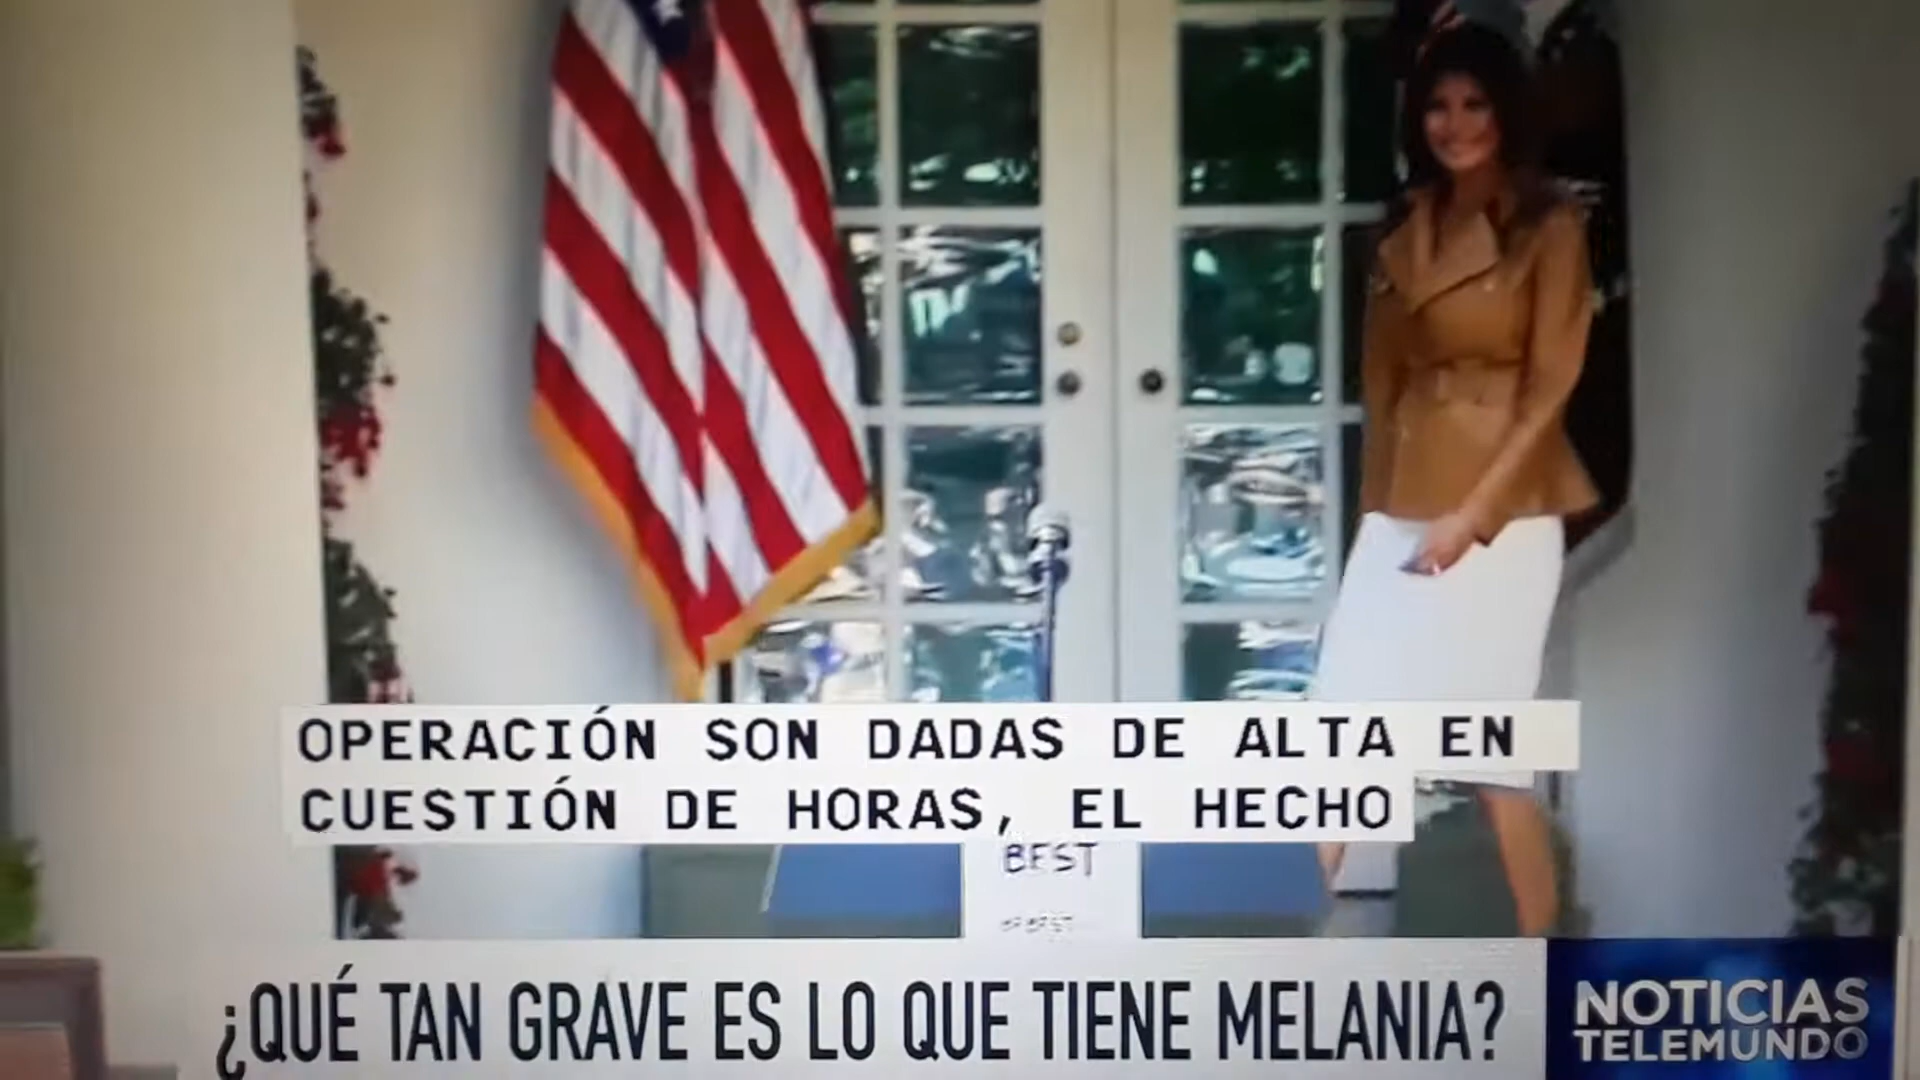 OPERACIÓN SON DADAS DE ALTA EN
CUESTIÓN DE HORAS, EL HECHO
BEST
¿QUÉ TAN GRAVE ES LO QUE TIENE MELANIA?
NOTICIAS
TELEMUNDO